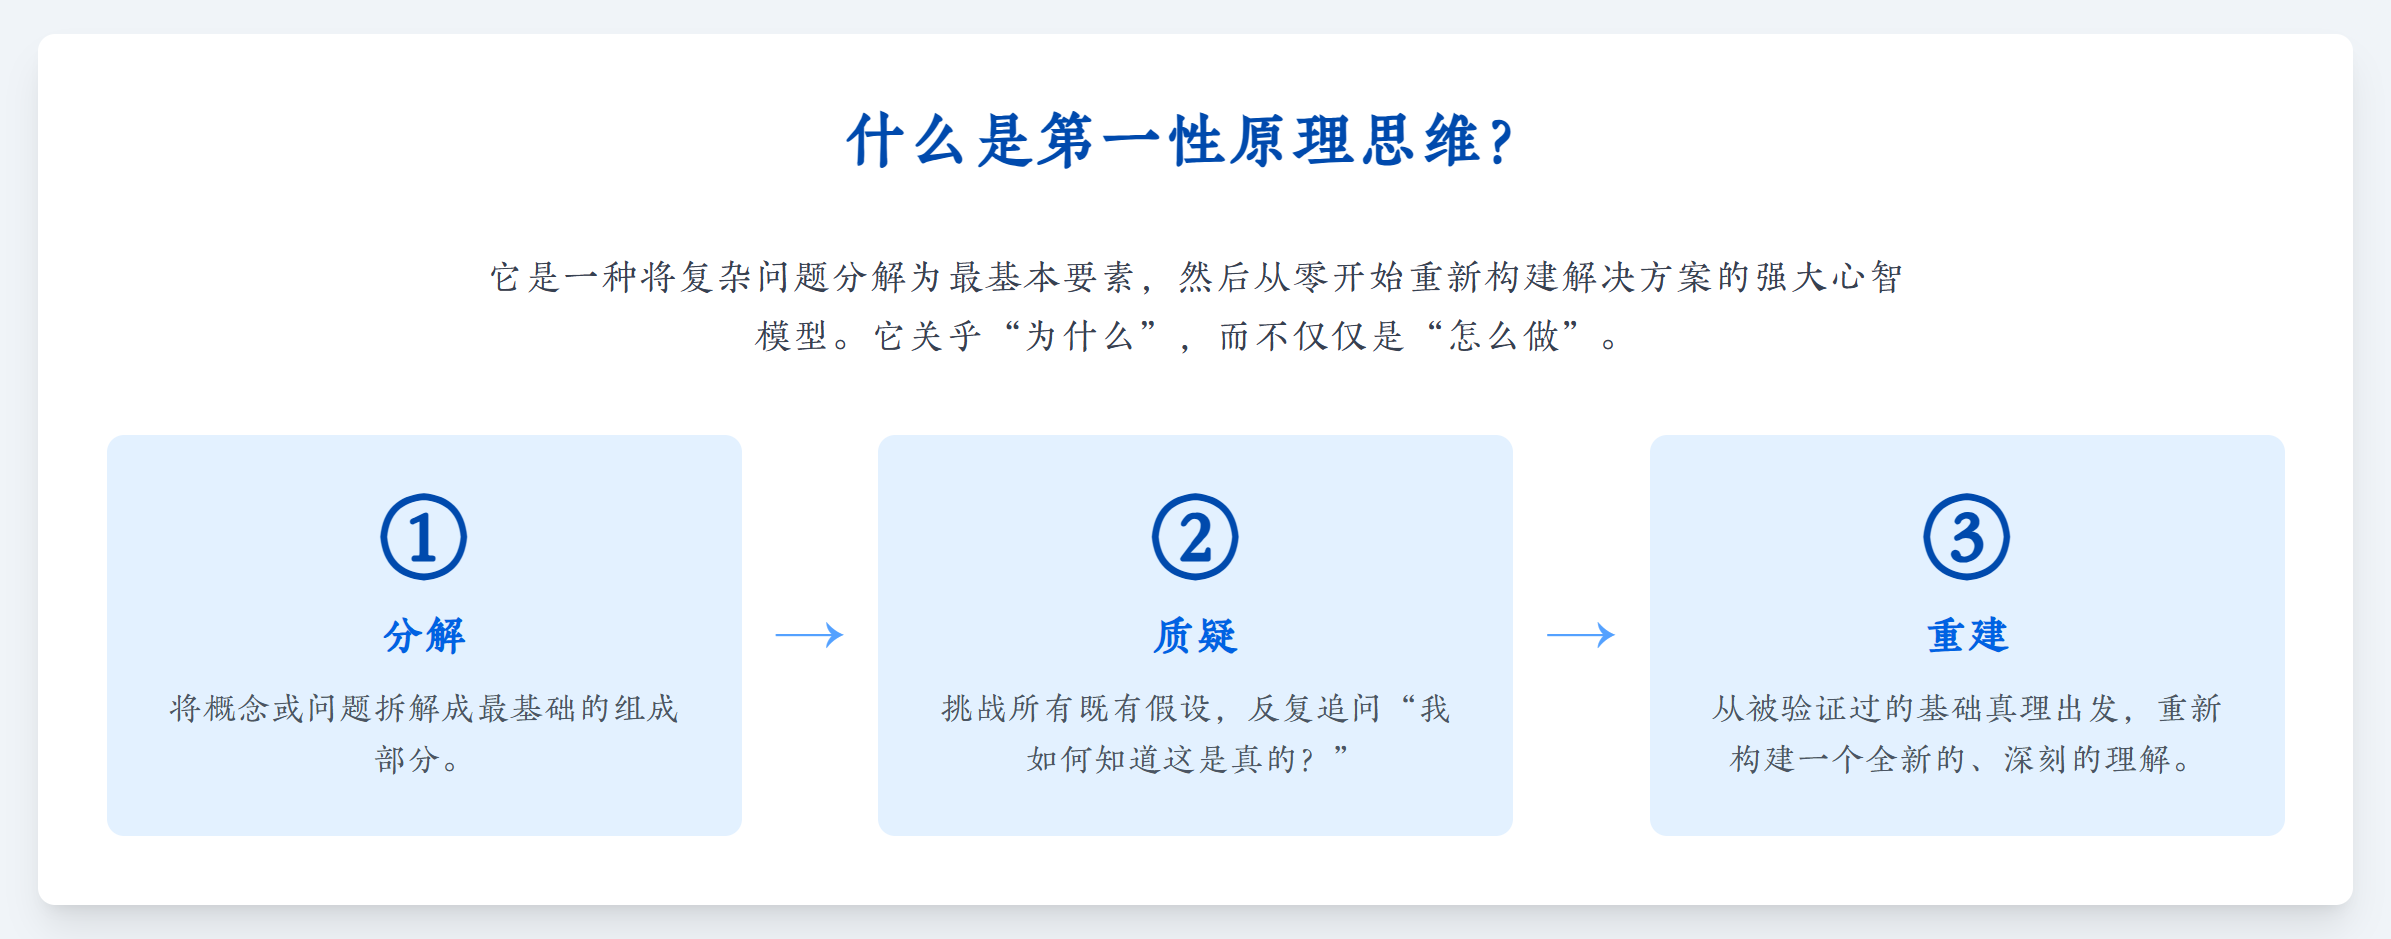 什么是第一性原理思维？
它是一种将复杂问题分解为最基本要素，然后从零开始重新构建解决方案的强大心智
模型。它关乎“为什么”，而不仅仅是“怎么做”。
①
分解
将概念或问题拆解成最基础的组成
部分。
→
②
质疑
挑战所有既有假设，反复追问“我
如何知道这是真的？”
→
③
重建
从被验证过的基础真理出发，重新
构建一个全新的、深刻的理解。